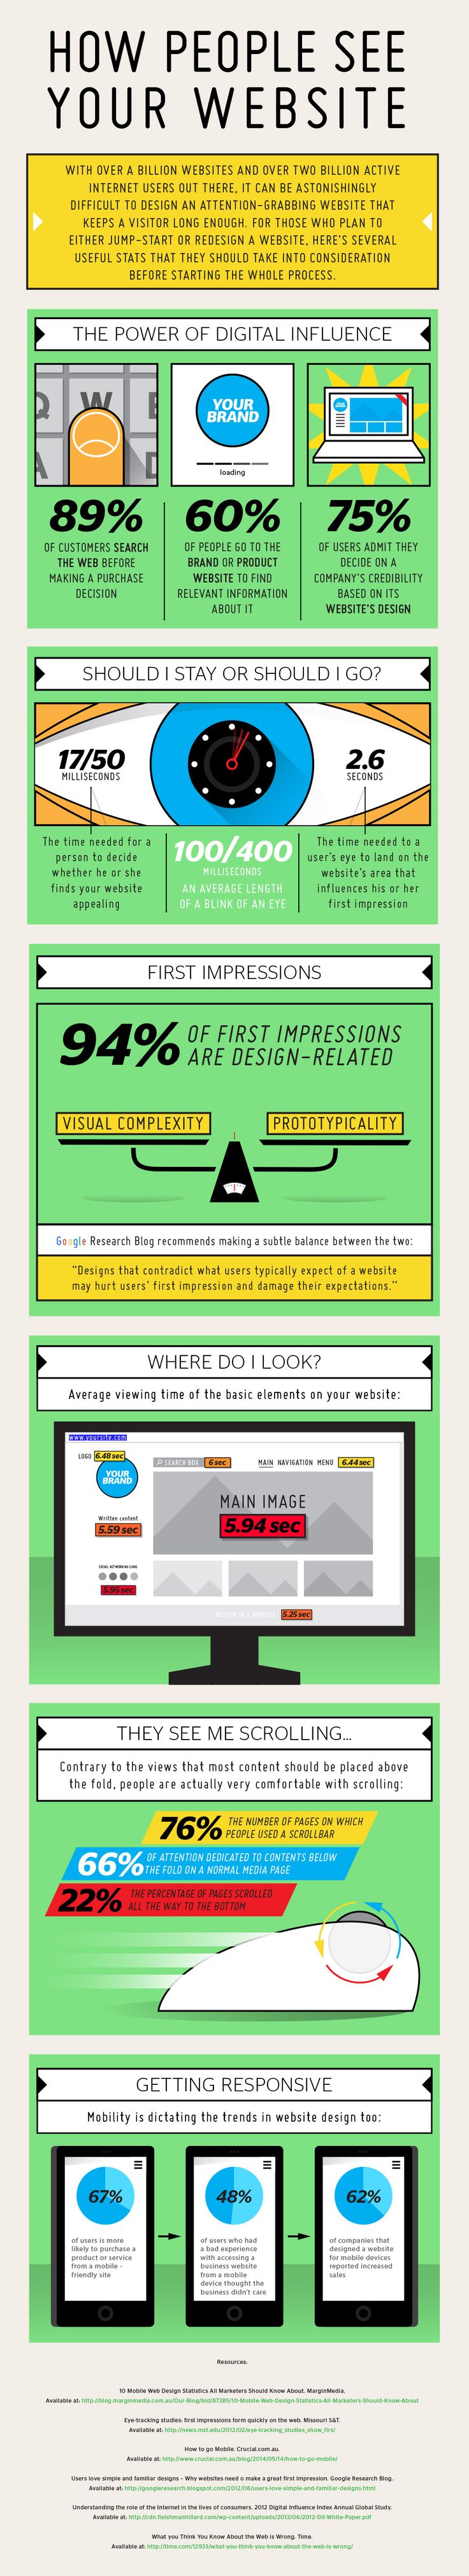 HOW PEOPLE SEE
YOUR WEBSITE
WITH OVER A BILLION WEBSITES AND OVER TWO BILLION ACTIVE
INTERNET USERS OUT THERE, IT CAN BE ASTONISHINGLY
DIFFICULT TO DESIGN AN ATTENTION-GRABBING WEBSITE THAT
KEEPS A VISITOR LONG ENOUGH. FOR THOSE WHO PLAN TO
EITHER JUMP-START OR REDESIGN A WEBSITE, HERE'S SEVERAL
USEFUL STATS THAT THEY SHOULD TAKE INTO CONSIDERATION
BEFORE STARTING THE WHOLE PROCESS.
THE POWER OF DIGITAL INFLUENCE
Q W E
A D
YOUR
BRAND
loading
89%
OF CUSTOMERS SEARCH
THE WEB BEFORE
MAKING A PURCHASE
DECISION
60%
OF PEOPLE GO TO THE
BRAND OR PRODUCT
WEBSITE TO FIND
RELEVANT INFORMATION
ABOUT IT
75%
OF USERS ADMIT THEY
DECIDE ON A
COMPANY'S CREDIBILITY
BASED ON ITS
WEBSITE'S DESIGN
SHOULD I STAY OR SHOULD I GO?
17/50
MILLISECONDS
2.6
SECONDS
The time needed for a
person to decide
whether he or she
finds your website
appealing
100/400
MILLISECONDS
AN AVERAGE LENGTH
OF A BLINK OF AN EYE
The time needed to a
user's eye to land on the
website's area that
influences his or her
first impression
FIRST IMPRESSIONS
94% OF FIRST IMPRESSIONS
ARE DESIGN-RELATED
VISUAL COMPLEXITY
PROTOTYPICALITY
Google Research Blog recommends making a subtle balance between the two:
"Designs that contradict what users typically expect of a website
may hurt users' first impression and damage their expectations."
WHERE DO I LOOK?
Average viewing time of the basic elements on your website:
www.yoursite.com
LOGO 6.48 sec
YOUR
BRAND
SEARCH BOX 6 sec
MAIN NAVIGATION MENU 6.44 sec
MAIN IMAGE
5.94 sec
Written content
5.59 sec
SOCIAL NETWORKING LINKS
5.95 sec
BOTTOM OF A WEBSITE 5.25 sec
THEY SEE ME SCROLLING...
Contrary to the views that most content should be placed above
the fold, people are actually very comfortable with scrolling:
76% THE NUMBER OF PAGES ON WHICH
PEOPLE USED A SCROLLBAR
66% OF ATTENTION DEDICATED TO CONTENTS BELOW
THE FOLD ON A NORMAL MEDIA PAGE
22% THE PERCENTAGE OF PAGES SCROLLED
ALL THE WAY TO THE BOTTOM
GETTING RESPONSIVE
Mobility is dictating the trends in website design too:
67%
of users is more
likely to purchase a
product or service
from a mobile -
friendly site
48%
of users who had
a bad experience
with accessing a
business website
from a mobile
device thought the
business didn't care
62%
of companies that
designed a website
for mobile devices
reported increased
sales
Resources:
10 Mobile Web Design Statistics All Marketers Should Know About. MarginMedia.
Available at: http://blog.marginmedia.com.au/Our-Blog/bid/87385/10-Mobile-Web-Design-Statistics-All-Marketers-Should-Know-About
Eye-tracking studies: first impressions form quickly on the web. Missouri S&T.
Available at: http://news.mst.edu/2012/02/eye-tracking_studies_show_firs/
How to go Mobile. Crucial.com.au.
Available at: http://www.crucial.com.au/blog/2014/05/14/how-to-go-mobile/
Users love simple and familiar designs - Why websites need o make a great first impression. Google Research Blog.
Available at: http://googleresearch.blogspot.com/2012/08/users-love-simple-and-familiar-designs.html
Understanding the role of the Internet in the lives of consumers. 2012 Digital Influence Index Annual Global Study.
Available at: http://cdn.fleishmanhillard.com/wp-content/uploads/2013/06/2012-DII-White-Paper.pdf
What you Think You Know About the Web is Wrong. Time.
Available at: http://time.com/12933/what-you-think-you-know-about-the-web-is-wrong/